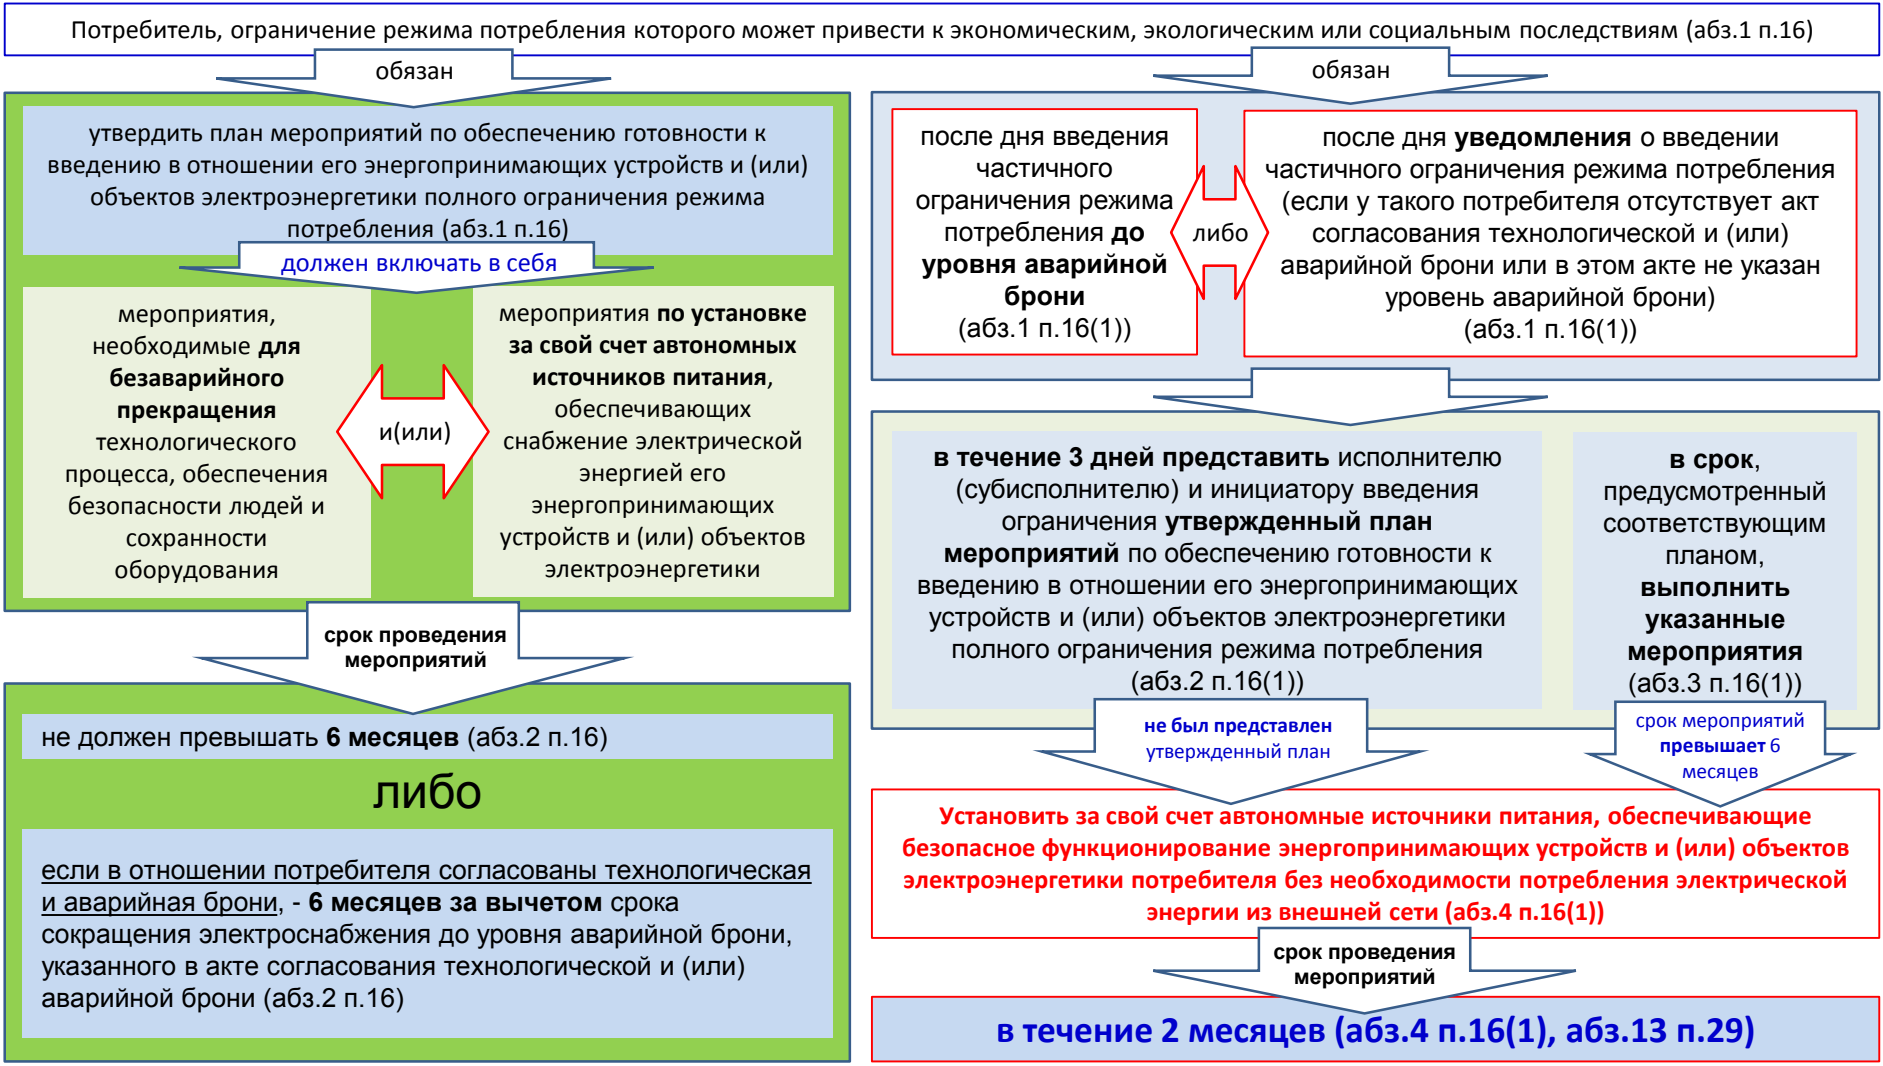 Потребитель, ограничение режима потребления которого может привести к экономическим, экологическим или социальным последствиям (абз.1 п.16)
обязан
утвердить план мероприятий по обеспечению готовности к
введению в отношении его энергопринимающих устройств и (или)
объектов электроэнергетики полного ограничения режима
потребления (абз.1 п.16)
должен включать в себя
мероприятия,
необходимые для
безаварийного
прекращения
технологического
процесса, обеспечения
безопасности людей и
сохранности
оборудования
и(или)
мероприятия по установке
за свой счет автономных
источников питания,
обеспечивающих
снабжение электрической
энергией его
энергопринимающих
устройств и (или) объектов
электроэнергетики
срок проведения
мероприятий
не должен превышать 6 месяцев (абз.2 п.16)
либо
если в отношении потребителя согласованы технологическая
и аварийная брони, - 6 месяцев за вычетом срока
сокращения электроснабжения до уровня аварийной брони,
указанного в акте согласования технологической и (или)
аварийной брони (абз.2 п.16)
обязан
после дня введения
частичного
ограничения режима
потребления до
уровня аварийной
брони
(абз.1 п.16(1))
либо
после дня уведомления о введении
частичного ограничения режима потребления
(если у такого потребителя отсутствует акт
согласования технологической и (или)
аварийной брони или в этом акте не указан
уровень аварийной брони)
(абз.1 п.16(1))
в течение 3 дней представить исполнителю
(субисполнителю) и инициатору введения
ограничения утвержденный план
мероприятий по обеспечению готовности к
введению в отношении его энергопринимающих
устройств и (или) объектов электроэнергетики
полного ограничения режима потребления
(абз.2 п.16(1))
в срок,
предусмотренный
соответствующим
планом,
выполнить
указанные
мероприятия
(абз.3 п.16(1))
не был представлен
утвержденный план
срок мероприятий
превышает 6
месяцев
Установить за свой счет автономные источники питания, обеспечивающие
безопасное функционирование энергопринимающих устройств и (или) объектов
электроэнергетики потребителя без необходимости потребления электрической
энергии из внешней сети (абз.4 п.16(1))
срок проведения
мероприятий
в течение 2 месяцев (абз.4 п.16(1), абз.13 п.29)